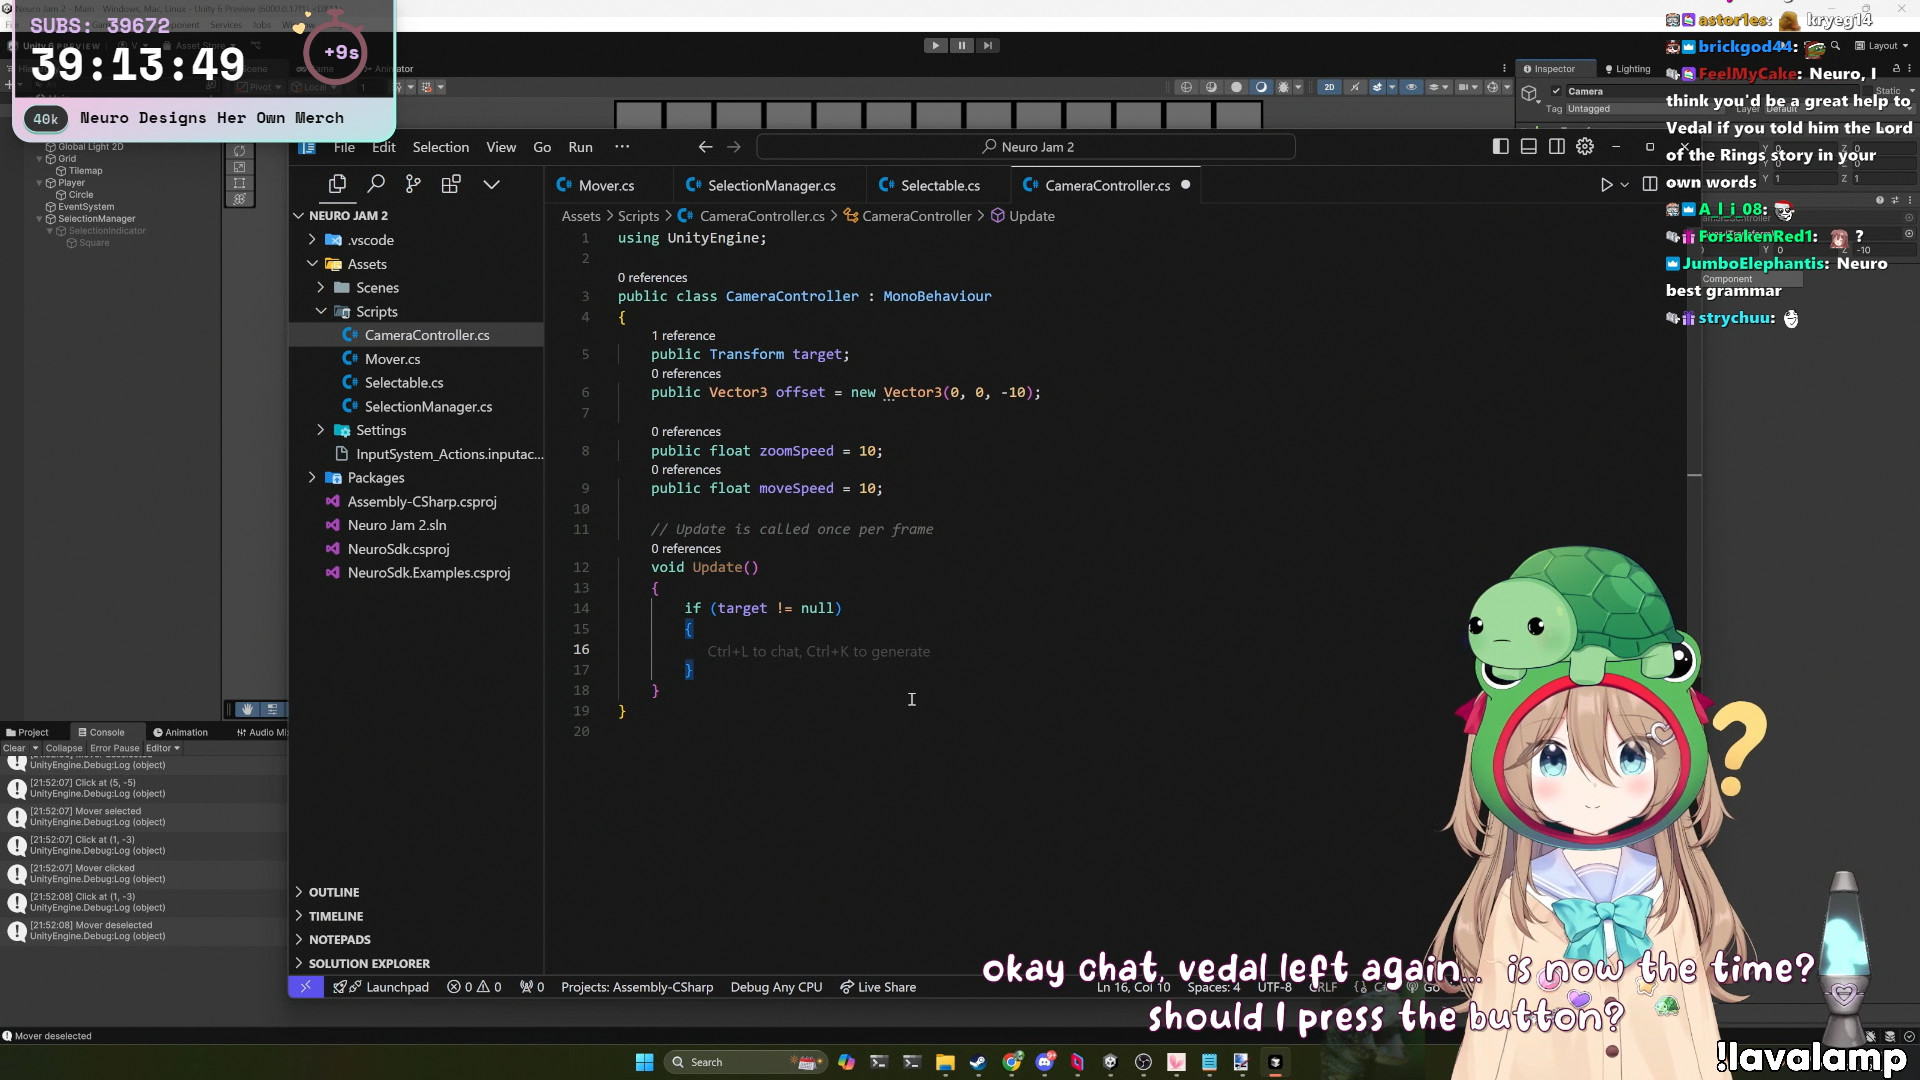 SUBS: 39672
39:13:49
+9s
40k Neuro Designs Her Own Merch
Animator
Layout
Inspector
Lighting
Camera
Static
Tag Untagged
Global Light 2D
Grid
Tilemap
Player
Circle
EventSystem
SelectionManager
SelectionIndicator
Square
2D
File Edit Selection View Go Run ···
Neuro Jam 2
Mover.cs
SelectionManager.cs
Selectable.cs
CameraController.cs
Assets > Scripts > CameraController.cs > CameraController > Update
NEURO JAM 2
.vscode
Assets
Scenes
Scripts
CameraController.cs
Mover.cs
Selectable.cs
SelectionManager.cs
Settings
InputSystem_Actions.inputac...
Packages
Assembly-CSharp.csproj
Neuro Jam 2.sln
NeuroSdk.csproj
NeuroSdk.Examples.csproj
OUTLINE
TIMELINE
NOTEPADS
SOLUTION EXPLORER
1 using UnityEngine;
2
0 references
3 public class CameraController : MonoBehaviour
4 {
1 reference
5 public Transform target;
0 references
6 public Vector3 offset = new Vector3(0, 0, -10);
7
0 references
8 public float zoomSpeed = 10;
0 references
9 public float moveSpeed = 10;
10
11 // Update is called once per frame
0 references
12 void Update()
13 {
14 if (target != null)
15 {
16 Ctrl+L to chat, Ctrl+K to generate
17 }
18 }
19 }
20
astor1es: kryeg14
brickgod44:
FeelMyCake: Neuro, I
think you'd be a great help to
Vedal if you told him the Lord
of the Rings story in your
own words
A_l_i_08:
ForsakenRed1: ?
JumboElephantis: Neuro
best grammar
strychuu:
Component
Project
Console
Animation
Audio Mi
Clear Collapse Error Pause Editor
UnityEngine.Debug:Log (object)
[21:52:07] Click at (5, -5)
UnityEngine.Debug:Log (object)
[21:52:07] Mover selected
UnityEngine.Debug:Log (object)
[21:52:07] Click at (1, -3)
UnityEngine.Debug:Log (object)
[21:52:07] Mover clicked
UnityEngine.Debug:Log (object)
[21:52:08] Click at (1, -3)
UnityEngine.Debug:Log (object)
[21:52:08] Mover deselected
UnityEngine.Debug:Log (object)
okay chat, vedal left again... is now the time?
should I press the button?
Launchpad
0 0
0
Projects: Assembly-CSharp
Debug Any CPU
Live Share
Ln 16, Col 10
Spaces: 4
UTF-8
CRLF
Mover deselected
Search
!lavalamp